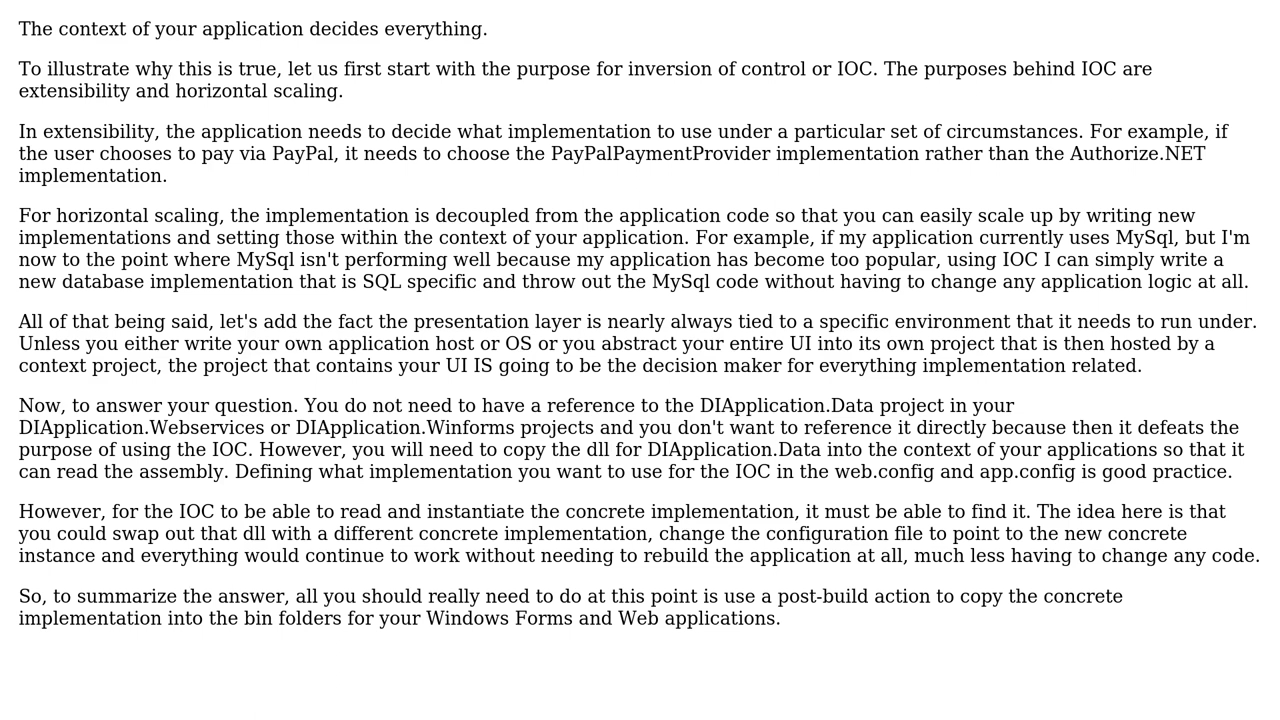 The context of your application decides everything.
To illustrate why this is true, let us first start with the purpose for inversion of control or IOC. The purposes behind IOC are
extensibility and horizontal scaling.
In extensibility, the application needs to decide what implementation to use under a particular set of circumstances. For example, if
the user chooses to pay via PayPal, it needs to choose the PayPalPaymentProvider implementation rather than the Authorize.NET
implementation.
For horizontal scaling, the implementation is decoupled from the application code so that you can easily scale up by writing new
implementations and setting those within the context of your application. For example, if my application currently uses MySql, but I'm
now to the point where MySql isn't performing well because my application has become too popular, using IOC I can simply write a
new database implementation that is SQL specific and throw out the MySql code without having to change any application logic at all.
All of that being said, let's add the fact the presentation layer is nearly always tied to a specific environment that it needs to run under.
Unless you either write your own application host or OS or you abstract your entire UI into its own project that is then hosted by a
context project, the project that contains your UI IS going to be the decision maker for everything implementation related.
Now, to answer your question. You do not need to have a reference to the DIApplication.Data project in your
DIApplication.Webservices or DIApplication.Winforms projects and you don't want to reference it directly because then it defeats the
purpose of using the IOC. However, you will need to copy the dll for DIApplication.Data into the context of your applications so that it
can read the assembly. Defining what implementation you want to use for the IOC in the web.config and app.config is good practice.
However, for the IOC to be able to read and instantiate the concrete implementation, it must be able to find it. The idea here is that
you could swap out that dll with a different concrete implementation, change the configuration file to point to the new concrete
instance and everything would continue to work without needing to rebuild the application at all, much less having to change any code.
So, to summarize the answer, all you should really need to do at this point is use a post-build action to copy the concrete
implementation into the bin folders for your Windows Forms and Web applications.